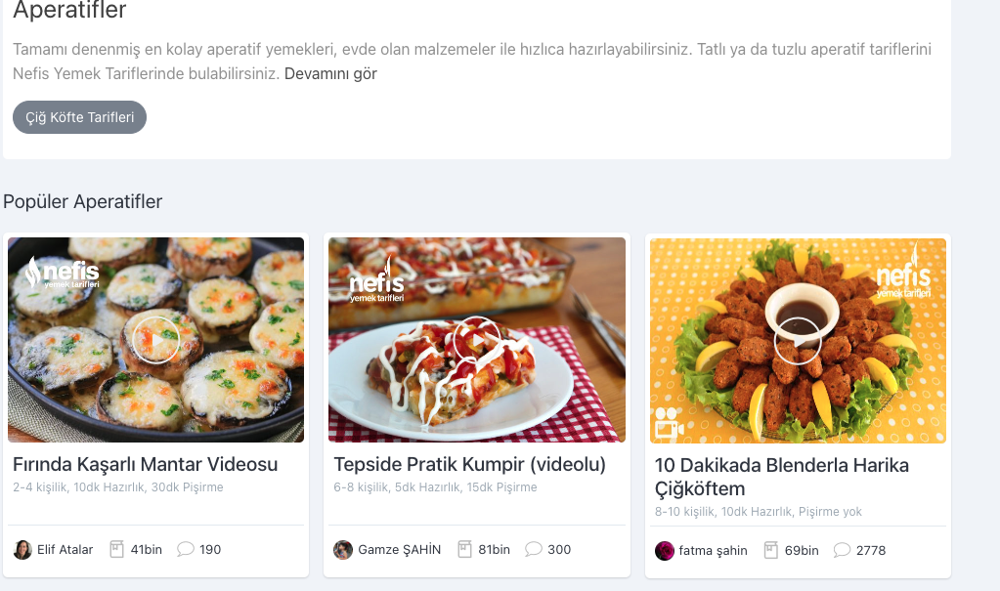 Aperatifler
Tamamı denenmiş en kolay aperatif yemekleri, evde olan malzemeler ile hızlıca hazırlayabilirsiniz. Tatlı ya da tuzlu aperatif tariflerini
Nefis Yemek Tariflerinde bulabilirsiniz. Devamını gör
Çiğ Köfte Tarifleri
Popüler Aperatifler
nefis
yemek tarifleri
Fırında Kaşarlı Mantar Videosu
2-4 kişilik, 10dk Hazırlık, 30dk Pişirme
Elif Atalar 41bin 190
nefis
yemek tarifleri
Tepside Pratik Kumpir (videolu)
6-8 kişilik, 5dk Hazırlık, 15dk Pişirme
Gamze ŞAHİN 81bin 300
nefis
yemek tarifleri
10 Dakikada Blenderla Harika
Çiğköftem
8-10 kişilik, 10dk Hazırlık, Pişirme yok
fatma şahin 69bin 2778